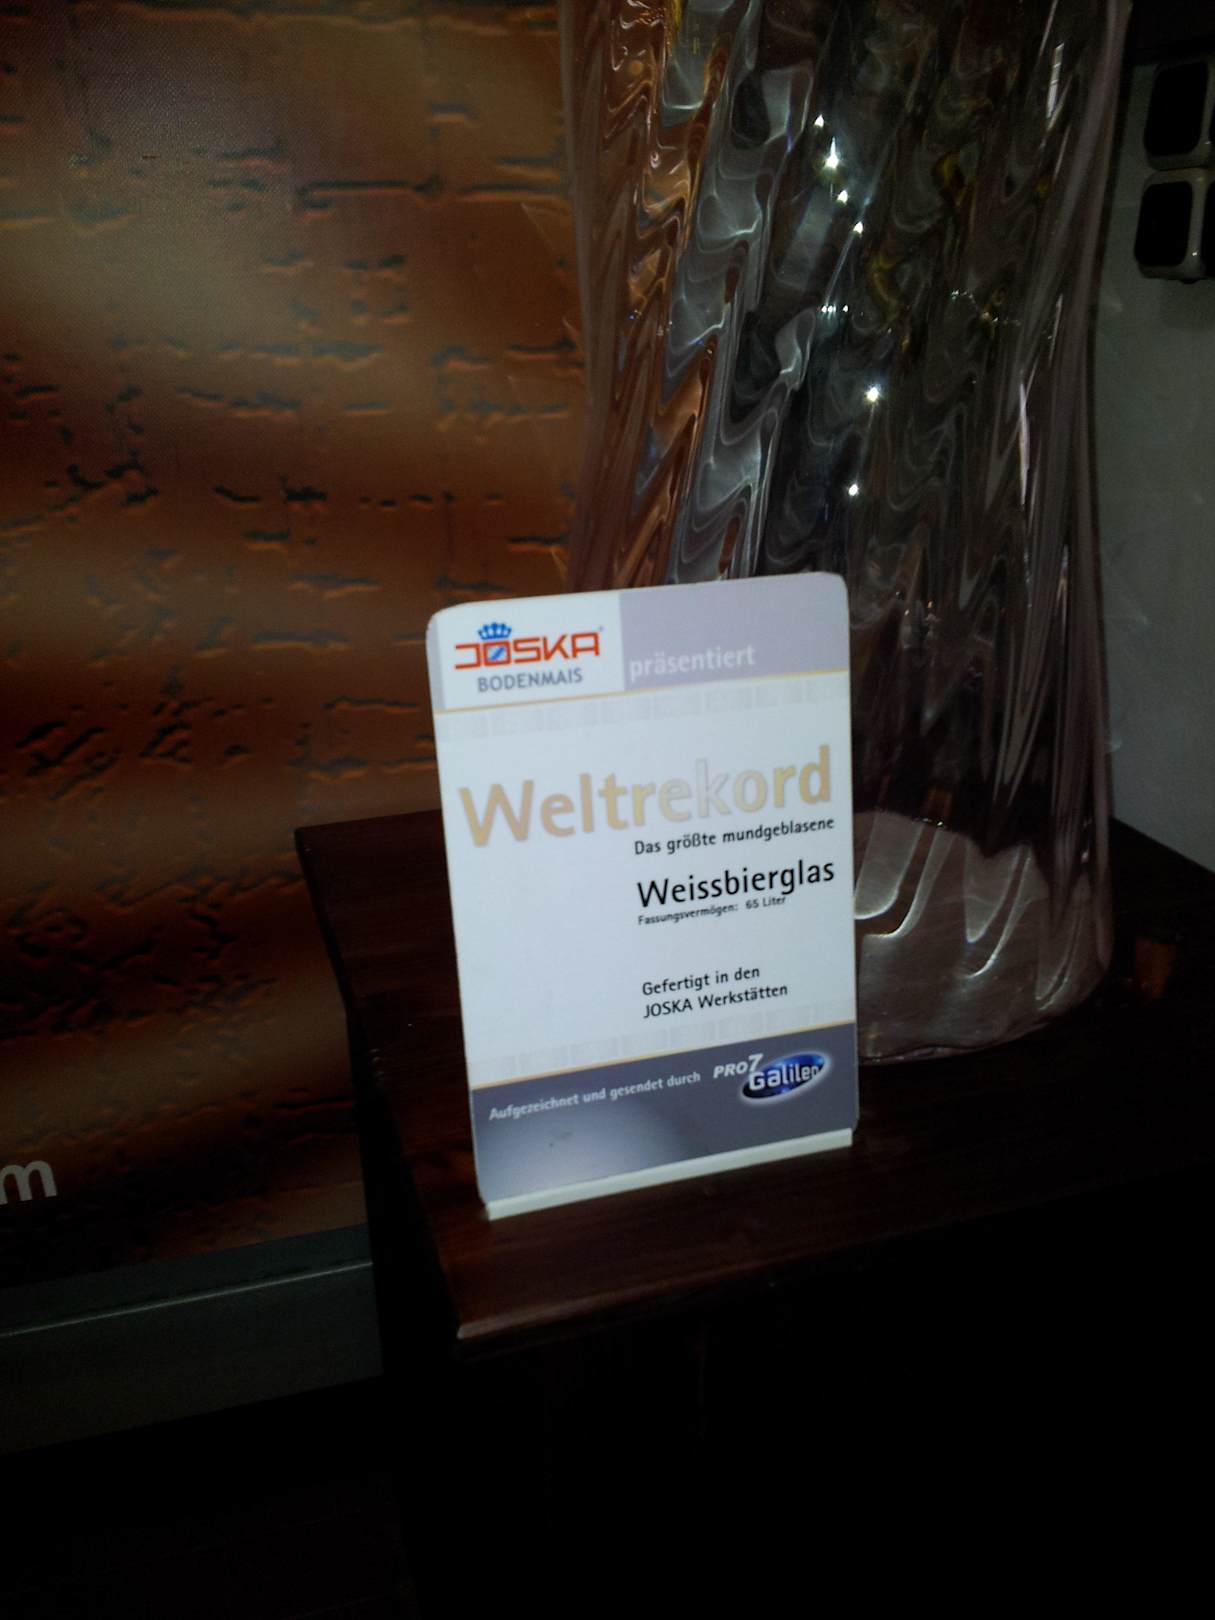 JOSKA
BODENMAIS
präsentiert
Weltrekord
Das größte mundgeblasene
Weissbierglas
Fassungsvermögen: 65 Liter
Gefertigt in den
JOSKA Werkstätten
Aufgezeichnet und gesendet durch PRO7 Galileo
m